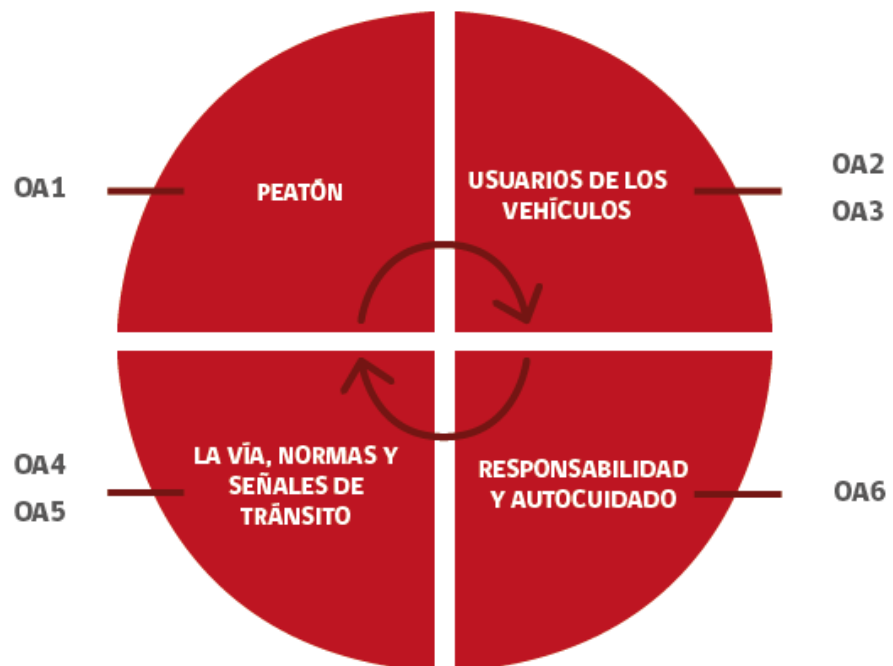 OA1
PEATÓN
USUARIOS DE LOS
VEHÍCULOS
OA2
OA3
OA4
OA5
LA VÍA, NORMAS Y
SEÑALES DE
TRÁNSITO
RESPONSABILIDAD
Y AUTOCUIDADO
OA6